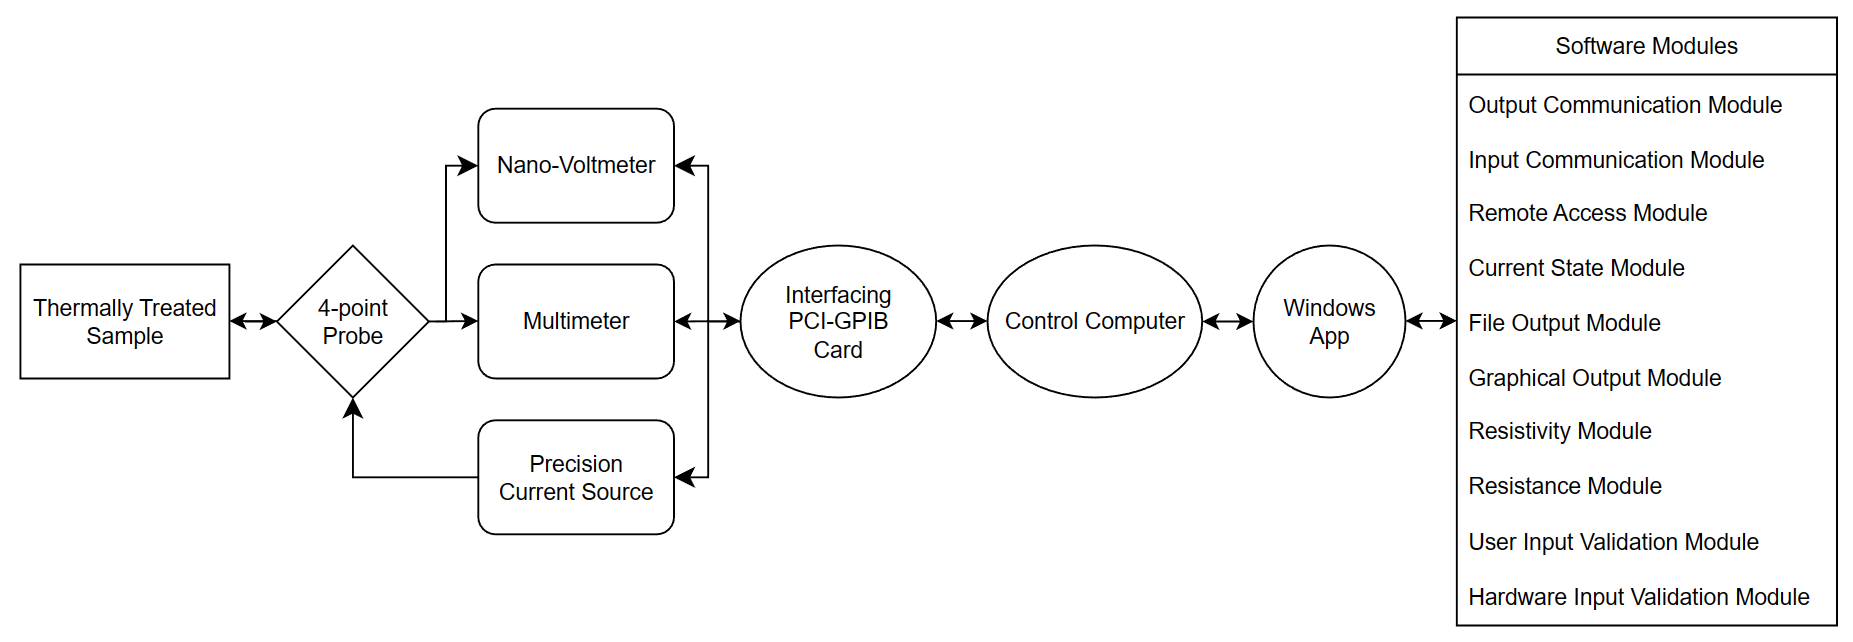 Thermally Treated
Sample
4-point
Probe
Nano-Voltmeter
Multimeter
Precision
Current Source
Interfacing
PCI-GPIB
Card
Control Computer
Windows
App
Software Modules
Output Communication Module
Input Communication Module
Remote Access Module
Current State Module
File Output Module
Graphical Output Module
Resistivity Module
Resistance Module
User Input Validation Module
Hardware Input Validation Module